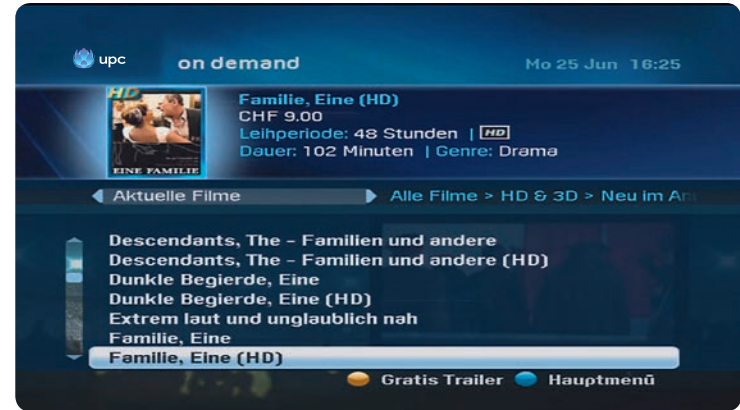 upc on demand Mo 25 Jun 16:25
HD
EINE FAMILIE
Familie, Eine (HD)
CHF 9.00
Leihperiode: 48 Stunden | HD
Dauer: 102 Minuten | Genre: Drama
Aktuelle Filme Alle Filme > HD & 3D > Neu im An
Descendants, The - Familien und andere
Descendants, The - Familien und andere (HD)
Dunkle Begierde, Eine
Dunkle Begierde, Eine (HD)
Extrem laut und unglaublich nah
Familie, Eine
Familie, Eine (HD)
Gratis Trailer Hauptmenü